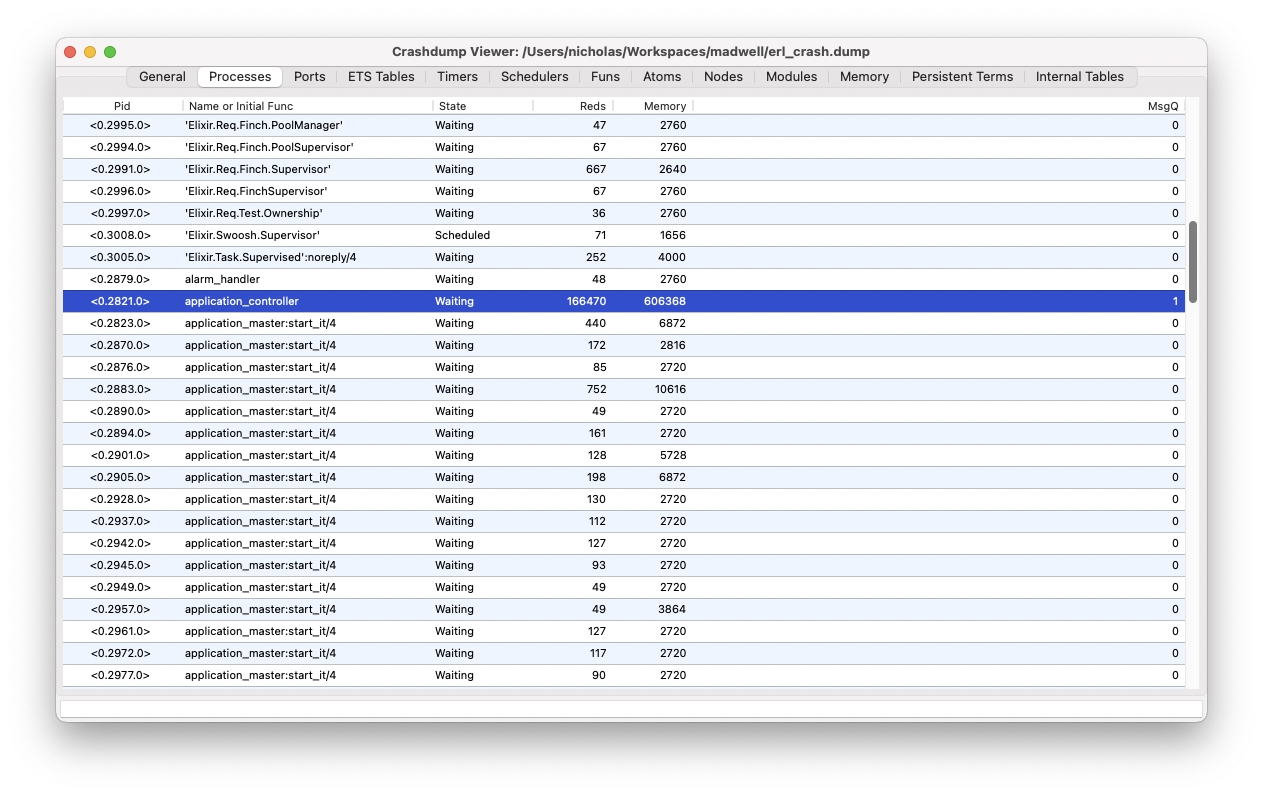 Crashdump Viewer: /Users/nicholas/Workspaces/madwell/erl_crash.dump
General Processes Ports ETS Tables Timers Schedulers Funs Atoms Nodes Modules Memory Persistent Terms Internal Tables
Pid Name or Initial Func State Reds Memory MsgQ
<0.2995.0> 'Elixir.Req.Finch.PoolManager' Waiting 47 2760 0
<0.2994.0> 'Elixir.Req.Finch.PoolSupervisor' Waiting 67 2760 0
<0.2991.0> 'Elixir.Req.Finch.Supervisor' Waiting 667 2640 0
<0.2996.0> 'Elixir.Req.FinchSupervisor' Waiting 67 2760 0
<0.2997.0> 'Elixir.Req.Test.Ownership' Waiting 36 2760 0
<0.3008.0> 'Elixir.Swoosh.Supervisor' Scheduled 71 1656 0
<0.3005.0> 'Elixir.Task.Supervised':noreply/4 Waiting 252 4000 0
<0.2879.0> alarm_handler Waiting 48 2760 0
<0.2821.0> application_controller Waiting 166470 606368 1
<0.2823.0> application_master:start_it/4 Waiting 440 6872 0
<0.2870.0> application_master:start_it/4 Waiting 172 2816 0
<0.2876.0> application_master:start_it/4 Waiting 85 2720 0
<0.2883.0> application_master:start_it/4 Waiting 752 10616 0
<0.2890.0> application_master:start_it/4 Waiting 49 2720 0
<0.2894.0> application_master:start_it/4 Waiting 161 2720 0
<0.2901.0> application_master:start_it/4 Waiting 128 5728 0
<0.2905.0> application_master:start_it/4 Waiting 198 6872 0
<0.2928.0> application_master:start_it/4 Waiting 130 2720 0
<0.2937.0> application_master:start_it/4 Waiting 112 2720 0
<0.2942.0> application_master:start_it/4 Waiting 127 2720 0
<0.2945.0> application_master:start_it/4 Waiting 93 2720 0
<0.2949.0> application_master:start_it/4 Waiting 49 2720 0
<0.2957.0> application_master:start_it/4 Waiting 49 3864 0
<0.2961.0> application_master:start_it/4 Waiting 127 2720 0
<0.2972.0> application_master:start_it/4 Waiting 117 2720 0
<0.2977.0> application_master:start_it/4 Waiting 90 2720 0